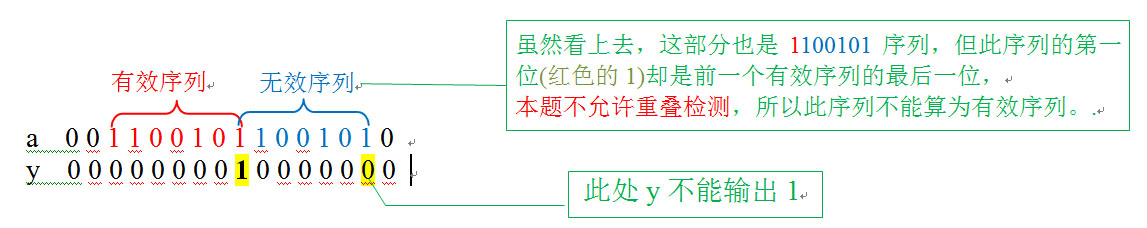 虽然看上去,这部分也是 1100101 序列,但此序列的第一
位(红色的 1)却是前一个有效序列的最后一位,
本题不允许重叠检测,所以此序列不能算为有效序列。
有效序列 无效序列
a 0 0 1 1 0 0 1 0 1 1 0 0 1 0 1 0
y 0 0 0 0 0 0 0 0 1 0 0 0 0 0 0 0
此处 y 不能输出 1